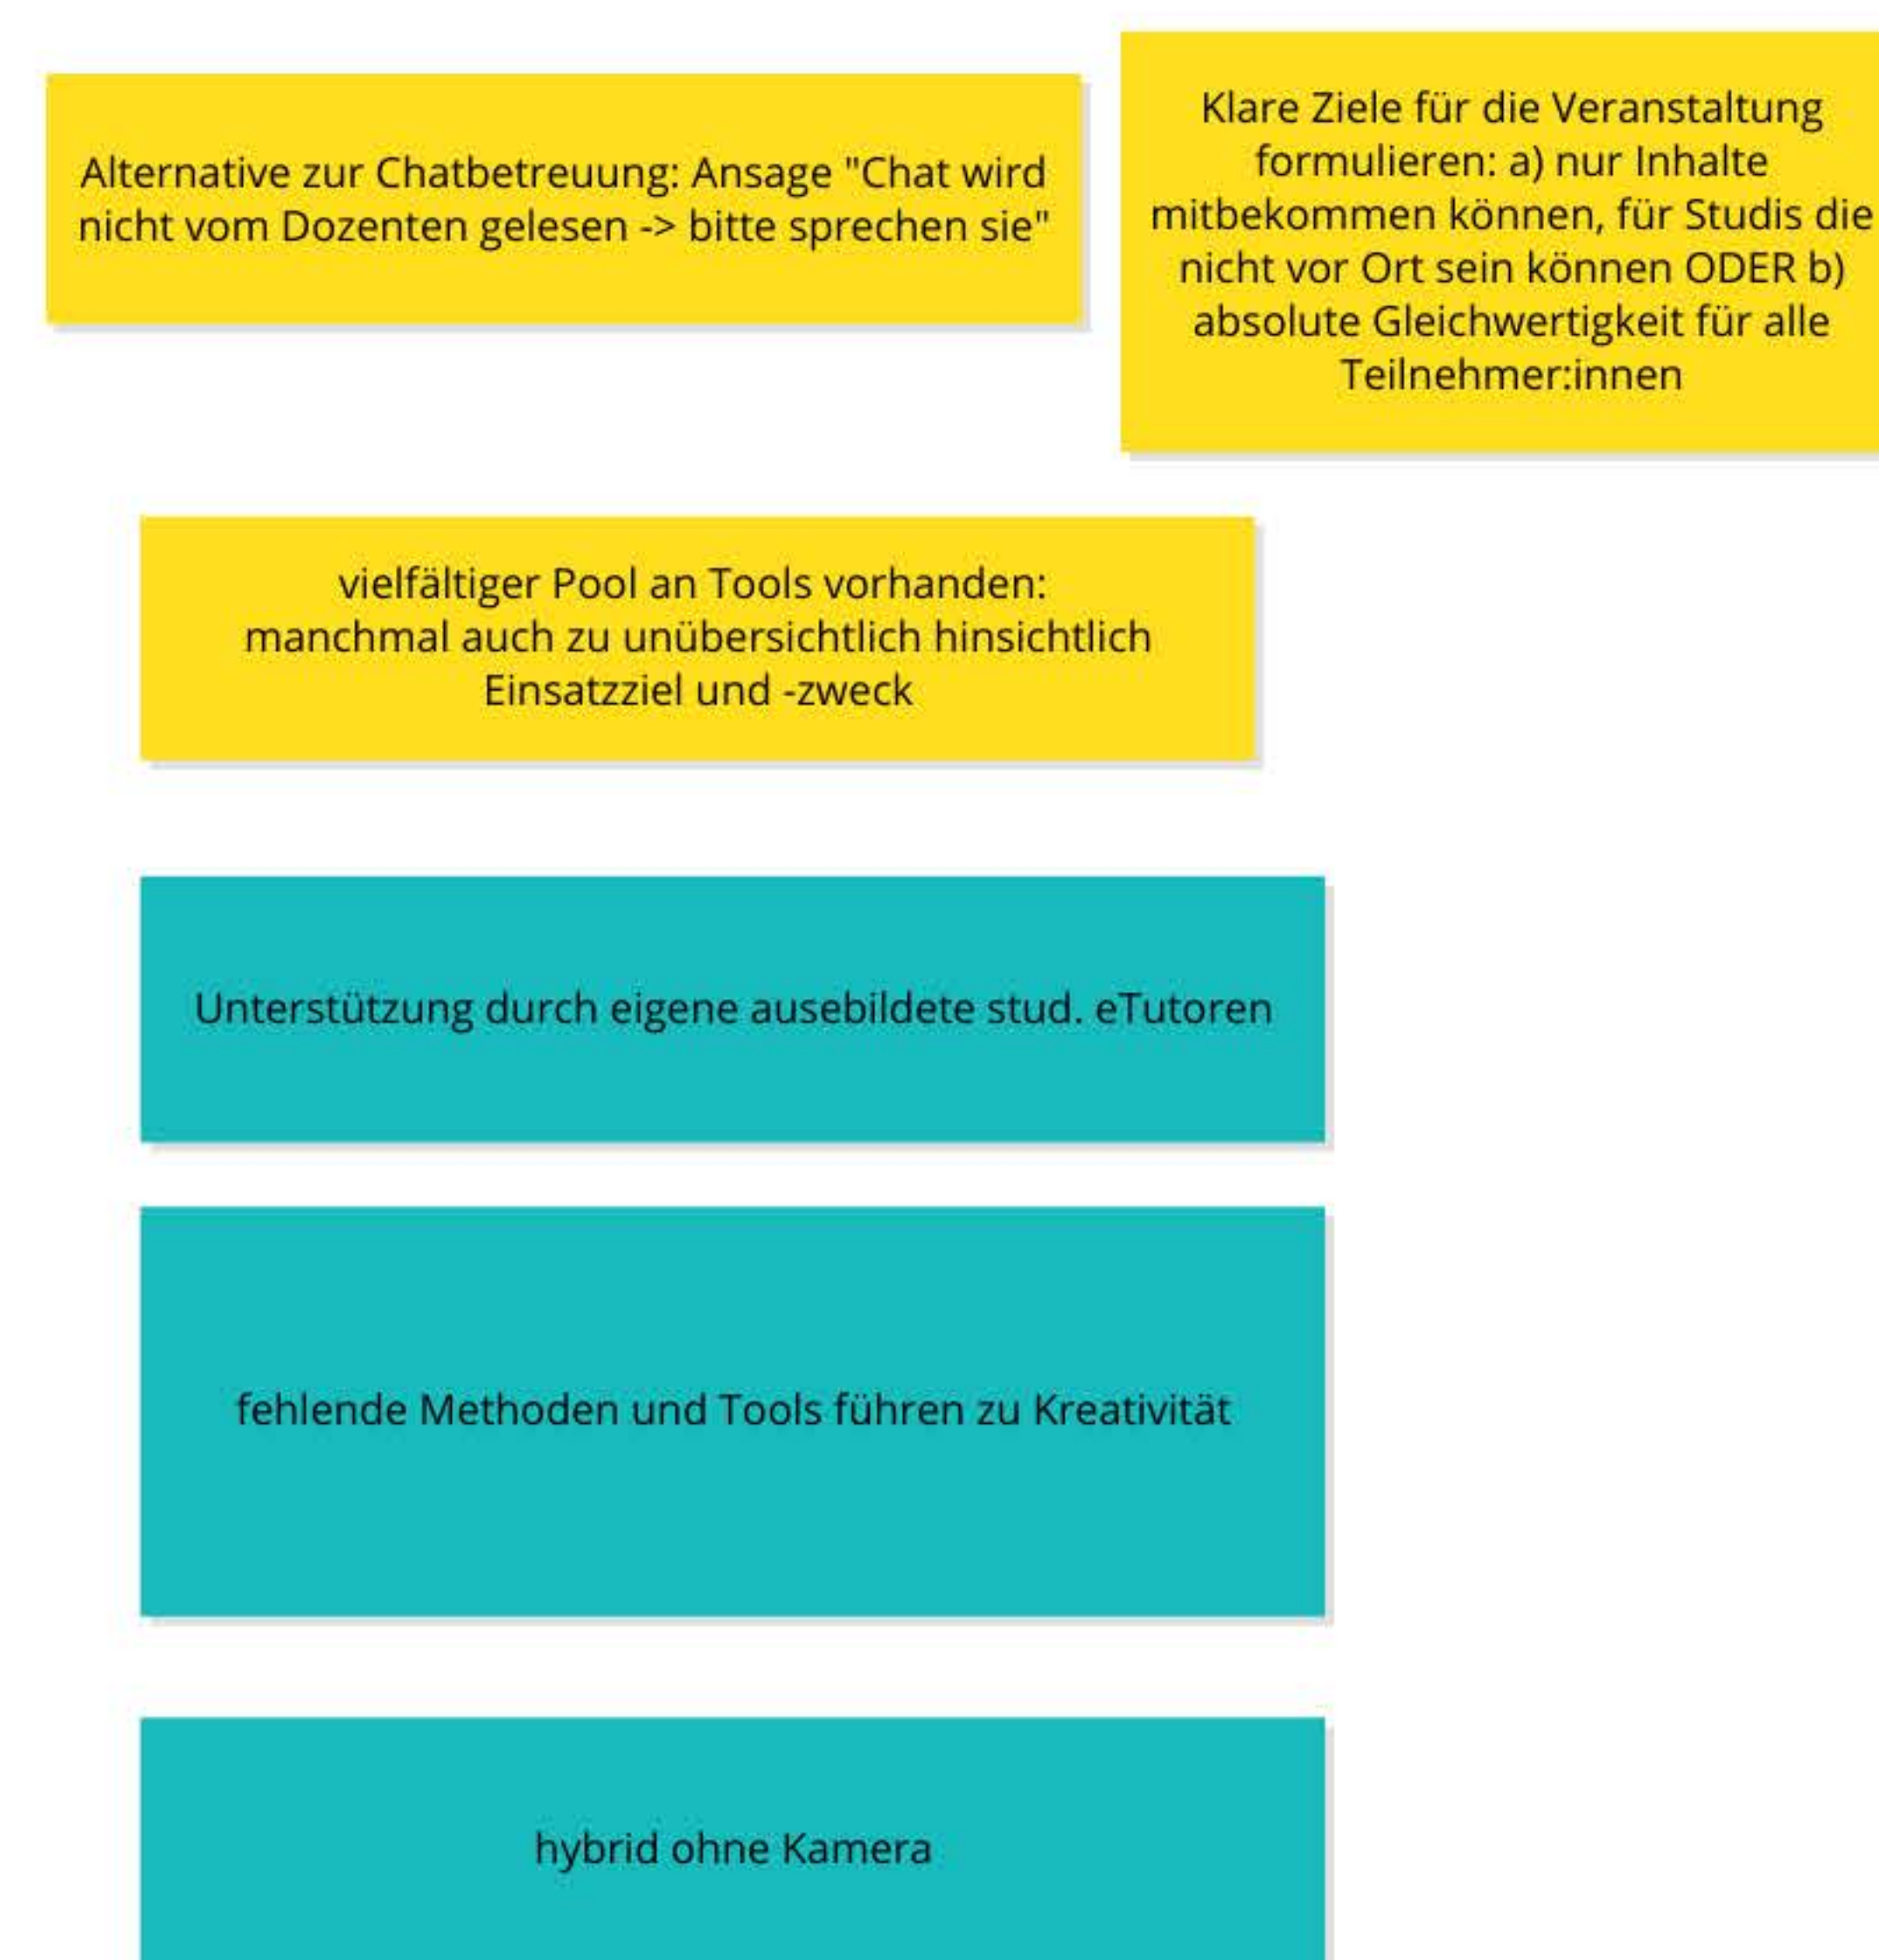 Alternative zur Chatbetreuung: Ansage "Chat wird
nicht vom Dozenten gelesen -> bitte sprechen sie"
Klare Ziele für die Veranstaltung
formulieren: a) nur Inhalte
mitbekommen können, für Studis die
nicht vor Ort sein können ODER b)
absolute Gleichwertigkeit für alle
Teilnehmer:innen
vielfältiger Pool an Tools vorhanden:
manchmal auch zu unübersichtlich hinsichtlich
Einsatzziel und -zweck
Unterstützung durch eigene ausebildete stud. eTutoren
fehlende Methoden und Tools führen zu Kreativität
hybrid ohne Kamera